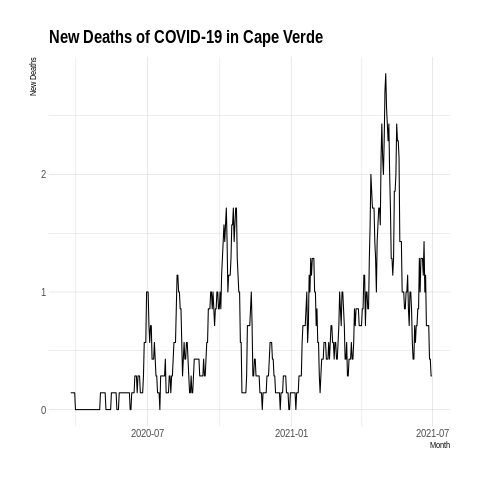 New Deaths of COVID-19 in Cape Verde
New Deaths
2
1
0
2020-07
2021-01
2021-07
Month